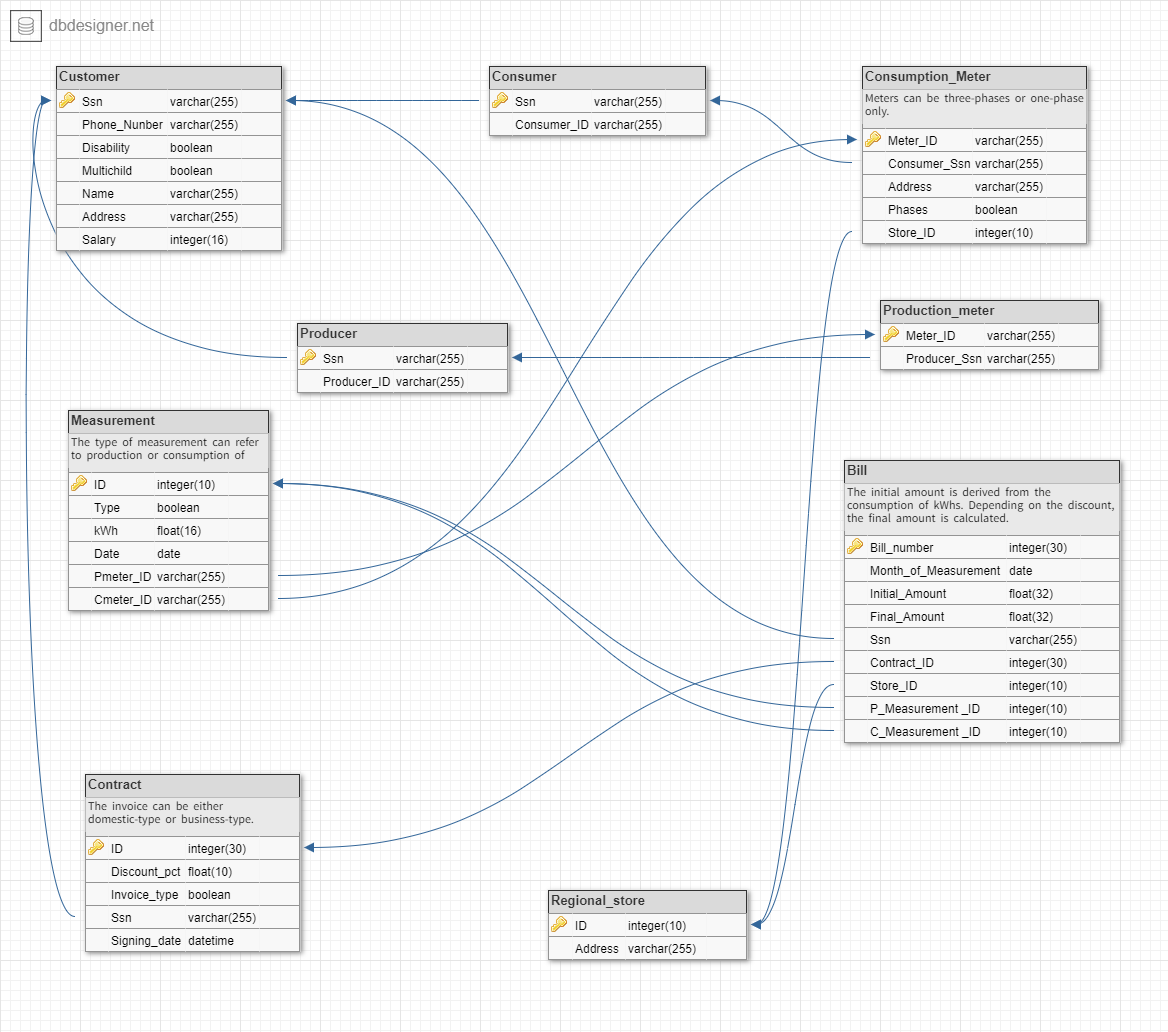 dbdesigner.net
Customer
Ssn varchar(255)
Phone_Nunber varchar(255)
Disability boolean
Multichild boolean
Name varchar(255)
Address varchar(255)
Salary integer(16)
Consumer
Ssn varchar(255)
Consumer_ID varchar(255)
Consumption_Meter
Meters can be three-phases or one-phase
only.
Meter_ID varchar(255)
Consumer_Ssn varchar(255)
Address varchar(255)
Phases boolean
Store_ID integer(10)
Production_meter
Meter_ID varchar(255)
Producer_Ssn varchar(255)
Producer
Ssn varchar(255)
Producer_ID varchar(255)
Measurement
The type of measurement can refer
to production or consumption of
ID integer(10)
Type boolean
kWh float(16)
Date date
Pmeter_ID varchar(255)
Cmeter_ID varchar(255)
Bill
The initial amount is derived from the
consumption of kWhs. Depending on the discount,
the final amount is calculated.
Bill_number integer(30)
Month_of_Measurement date
Initial_Amount float(32)
Final_Amount float(32)
Ssn varchar(255)
Contract_ID integer(30)
Store_ID integer(10)
P_Measurement _ID integer(10)
C_Measurement _ID integer(10)
Contract
The invoice can be either
domestic-type or business-type.
ID integer(30)
Discount_pct float(10)
Invoice_type boolean
Ssn varchar(255)
Signing_date datetime
Regional_store
ID integer(10)
Address varchar(255)